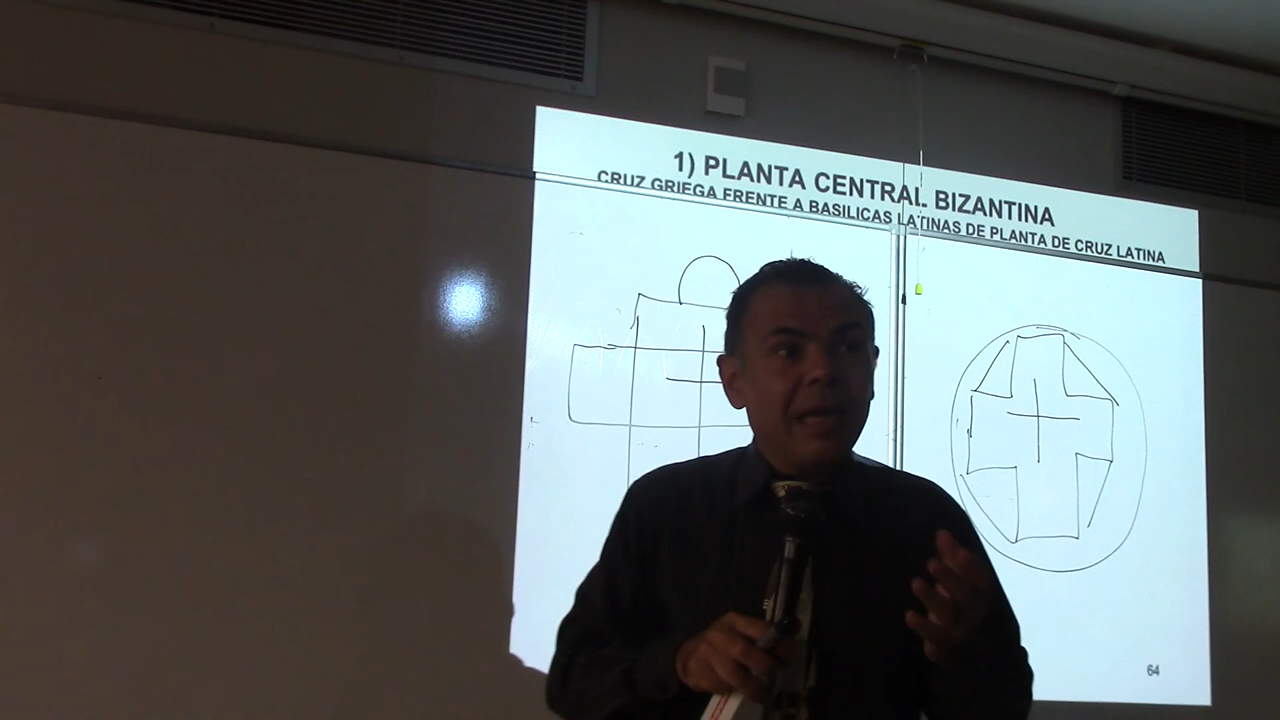 1) PLANTA CENTRAL BIZANTINA
CRUZ GRIEGA FRENTE A BASILICAS LATINAS DE PLANTA DE CRUZ LATINA
64